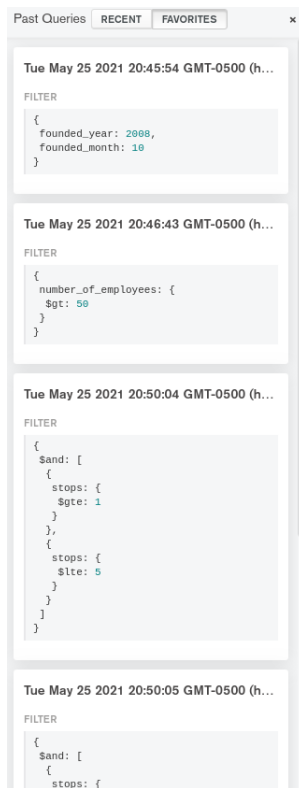 Past Queries RECENT FAVORITES ×
Tue May 25 2021 20:45:54 GMT-0500 (h...
FILTER
{
founded_year: 2008,
founded_month: 10
}
Tue May 25 2021 20:46:43 GMT-0500 (h...
FILTER
{
number_of_employees: {
$gt: 50
}
}
Tue May 25 2021 20:50:04 GMT-0500 (h...
FILTER
{
$and: [
{
stops: {
$gte: 1
}
},
{
stops: {
$lte: 5
}
}
]
}
Tue May 25 2021 20:50:05 GMT-0500 (h...
FILTER
{
$and: [
{
stops: {